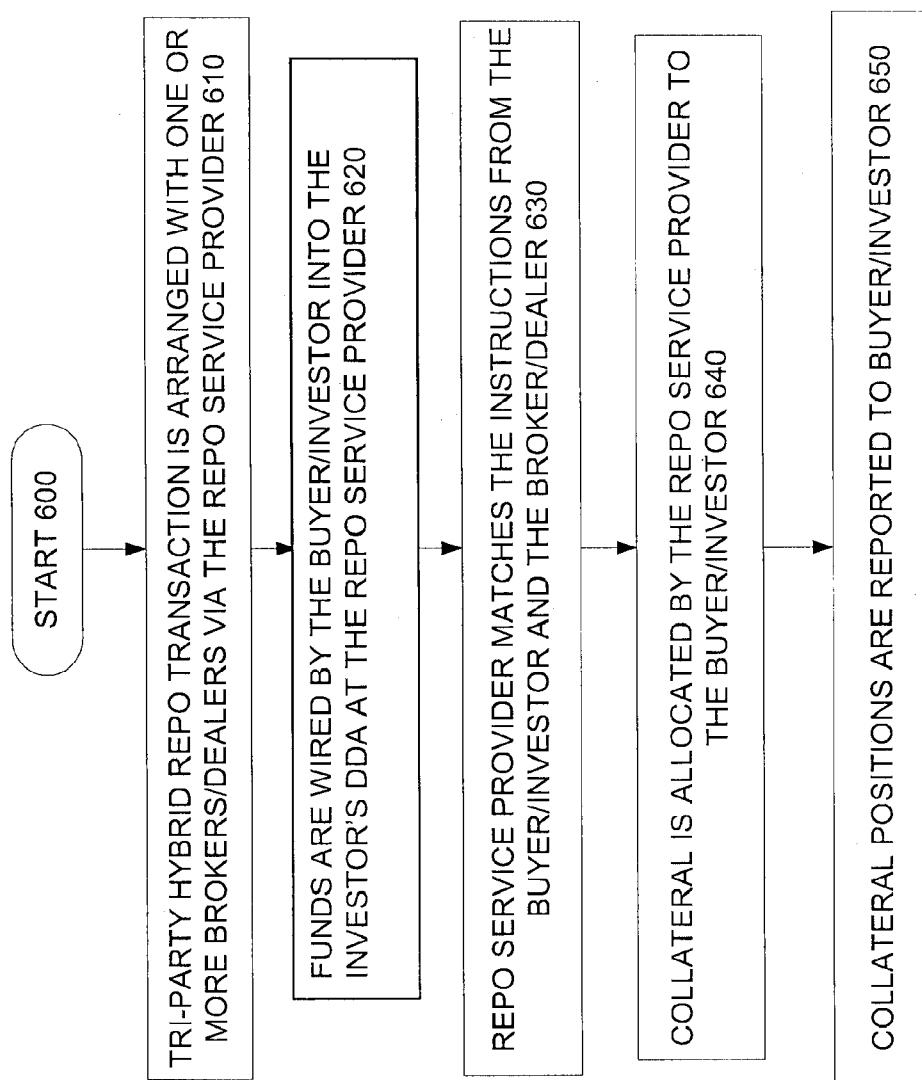 START 600
TRI-PARTY HYBRID REPO TRANSACTION IS ARRANGED WITH ONE OR
MORE BROKERS/DEALERS VIA THE REPO SERVICE PROVIDER 610
FUNDS ARE WIRED BY THE BUYER/INVESTOR INTO THE
INVESTOR'S DDA AT THE REPO SERVICE PROVIDER 620
REPO SERVICE PROVIDER MATCHES THE INSTRUCTIONS FROM THE
BUYER/INVESTOR AND THE BROKER/DEALER 630
COLLATERAL IS ALLOCATED BY THE REPO SERVICE PROVIDER TO
THE BUYER/INVESTOR 640
COLLATERAL POSITIONS ARE REPORTED TO BUYER/INVESTOR 650